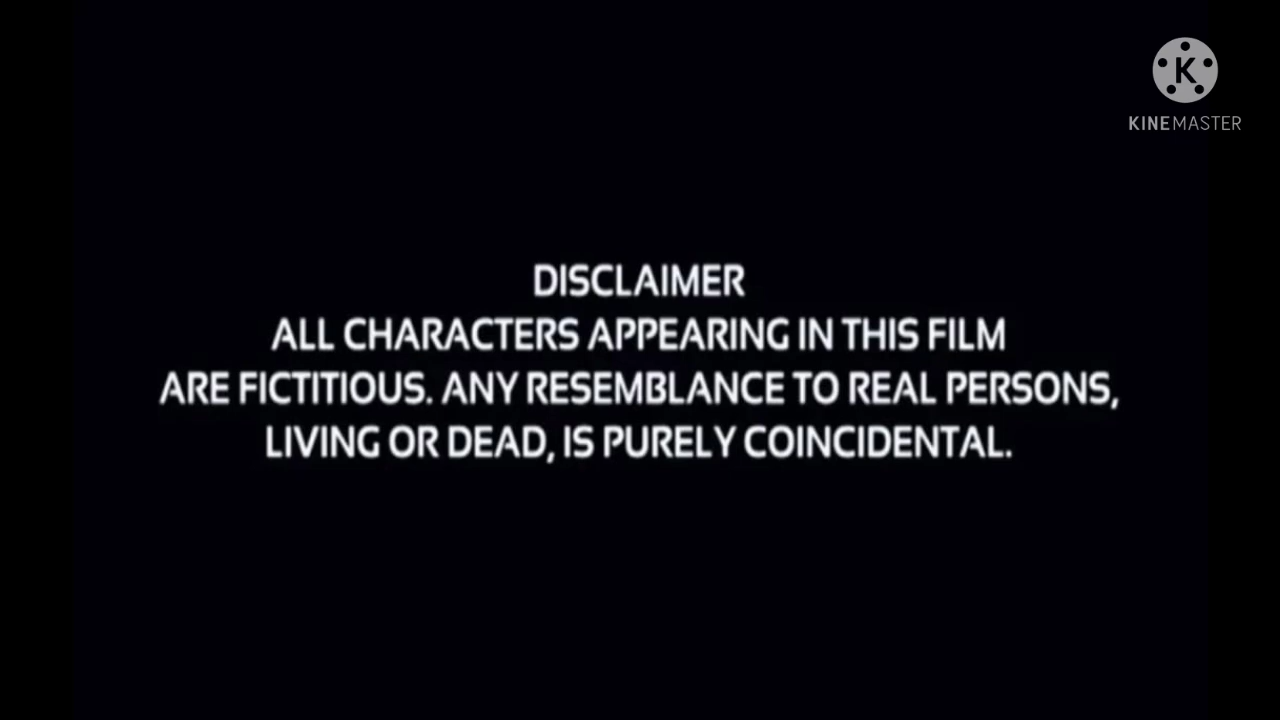 K
KINEMASTER
DISCLAIMER
ALL CHARACTERS APPEARING IN THIS FILM
ARE FICTITIOUS. ANY RESEMBLANCE TO REAL PERSONS,
LIVING OR DEAD, IS PURELY COINCIDENTAL.